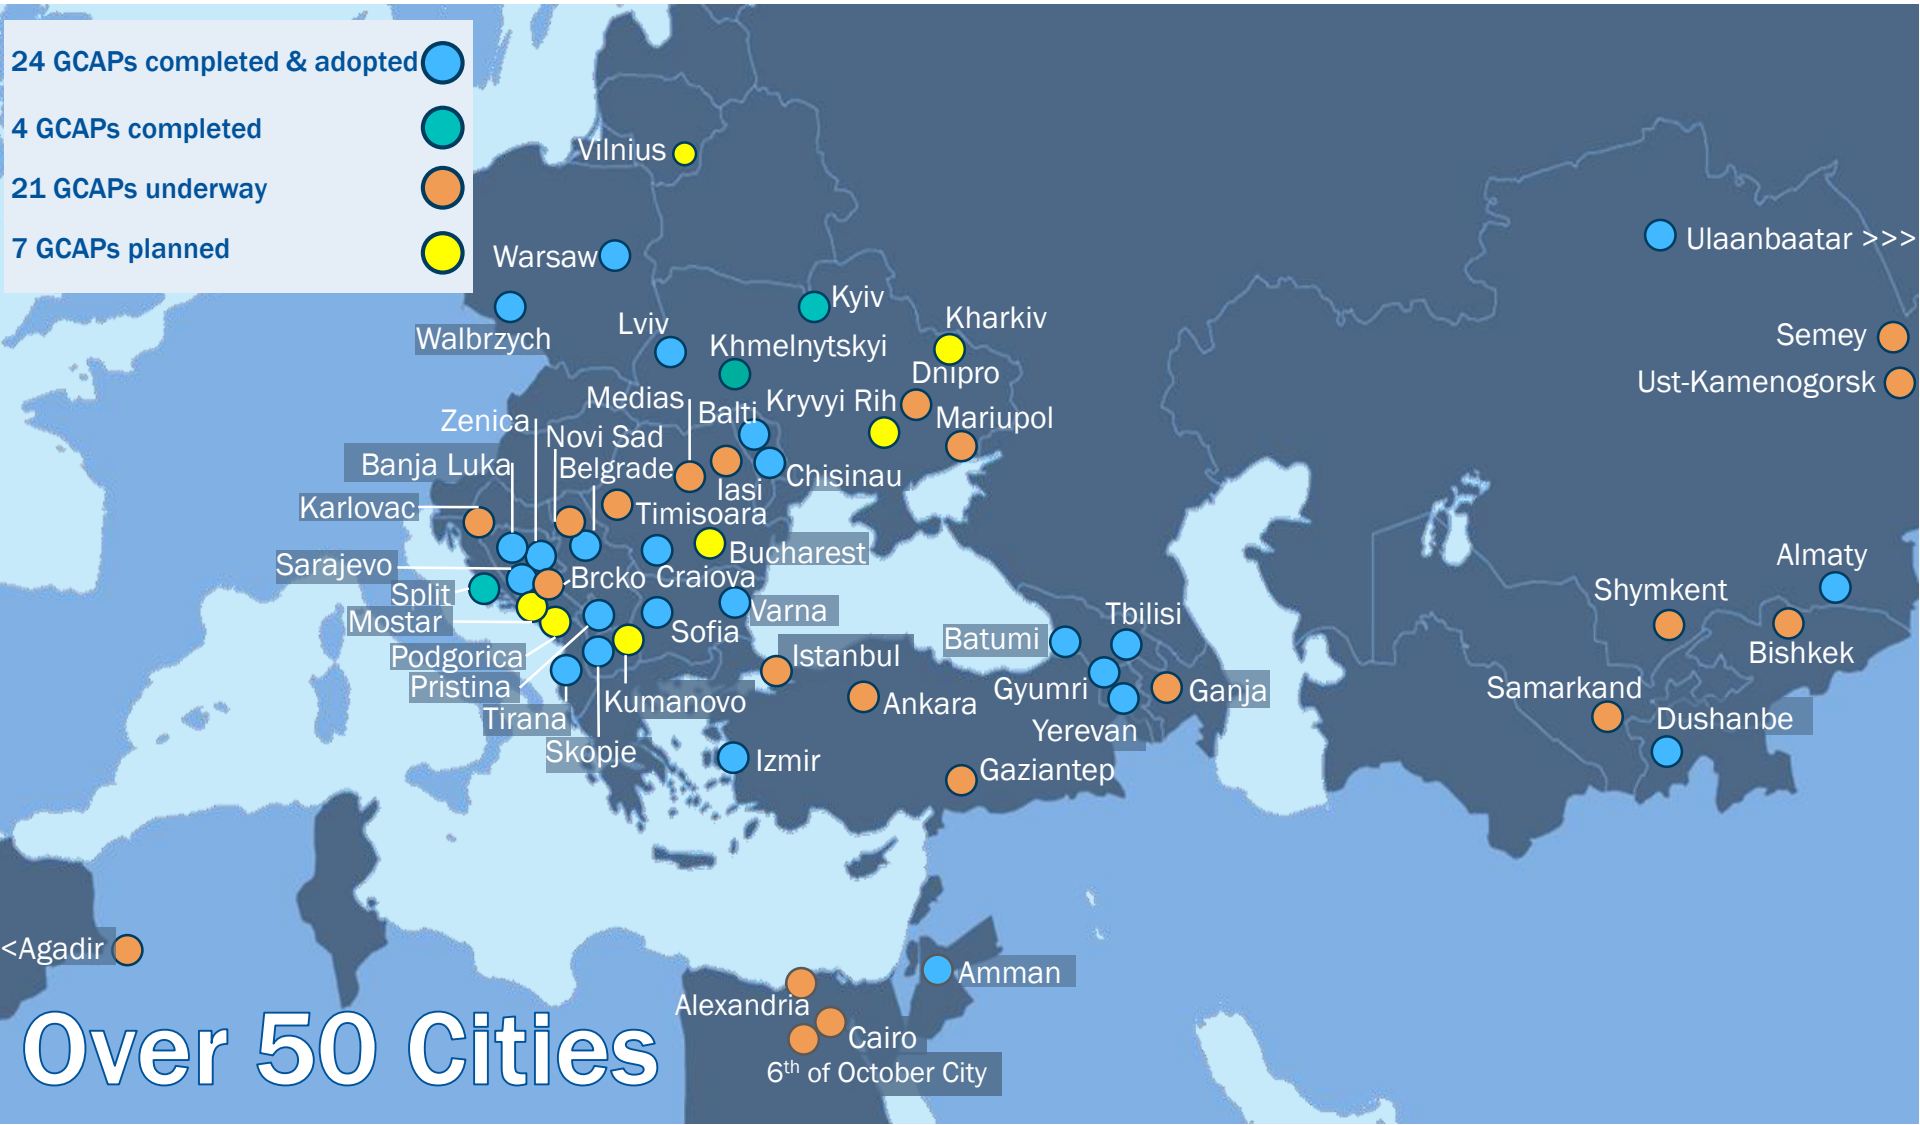 24 GCAPs completed & adopted
4 GCAPs completed
21 GCAPs underway
7 GCAPs planned
Vilnius
Ulaanbaatar >>>
Warsaw
Kyiv
Kharkiv
Lviv
Semey
Walbrzych
Khmelnytskyi
Dnipro
Ust-Kamenogorsk
Medias
Balti
Kryvyi Rih
Mariupol
Zenica
Novi Sad
Banja Luka
Belgrade
Chisinau
Iasi
Karlovac
Timisoara
Bucharest
Almaty
Sarajevo
Brcko
Craiova
Shymkent
Split
Varna
Tbilisi
Mostar
Sofia
Batumi
Bishkek
Podgorica
Istanbul
Pristina
Gyumri
Ganja
Samarkand
Kumanovo
Ankara
Tirana
Yerevan
Dushanbe
Skopje
Izmir
Gaziantep
<Agadir
Amman
Alexandria
Cairo
6th of October City
Over 50 Cities